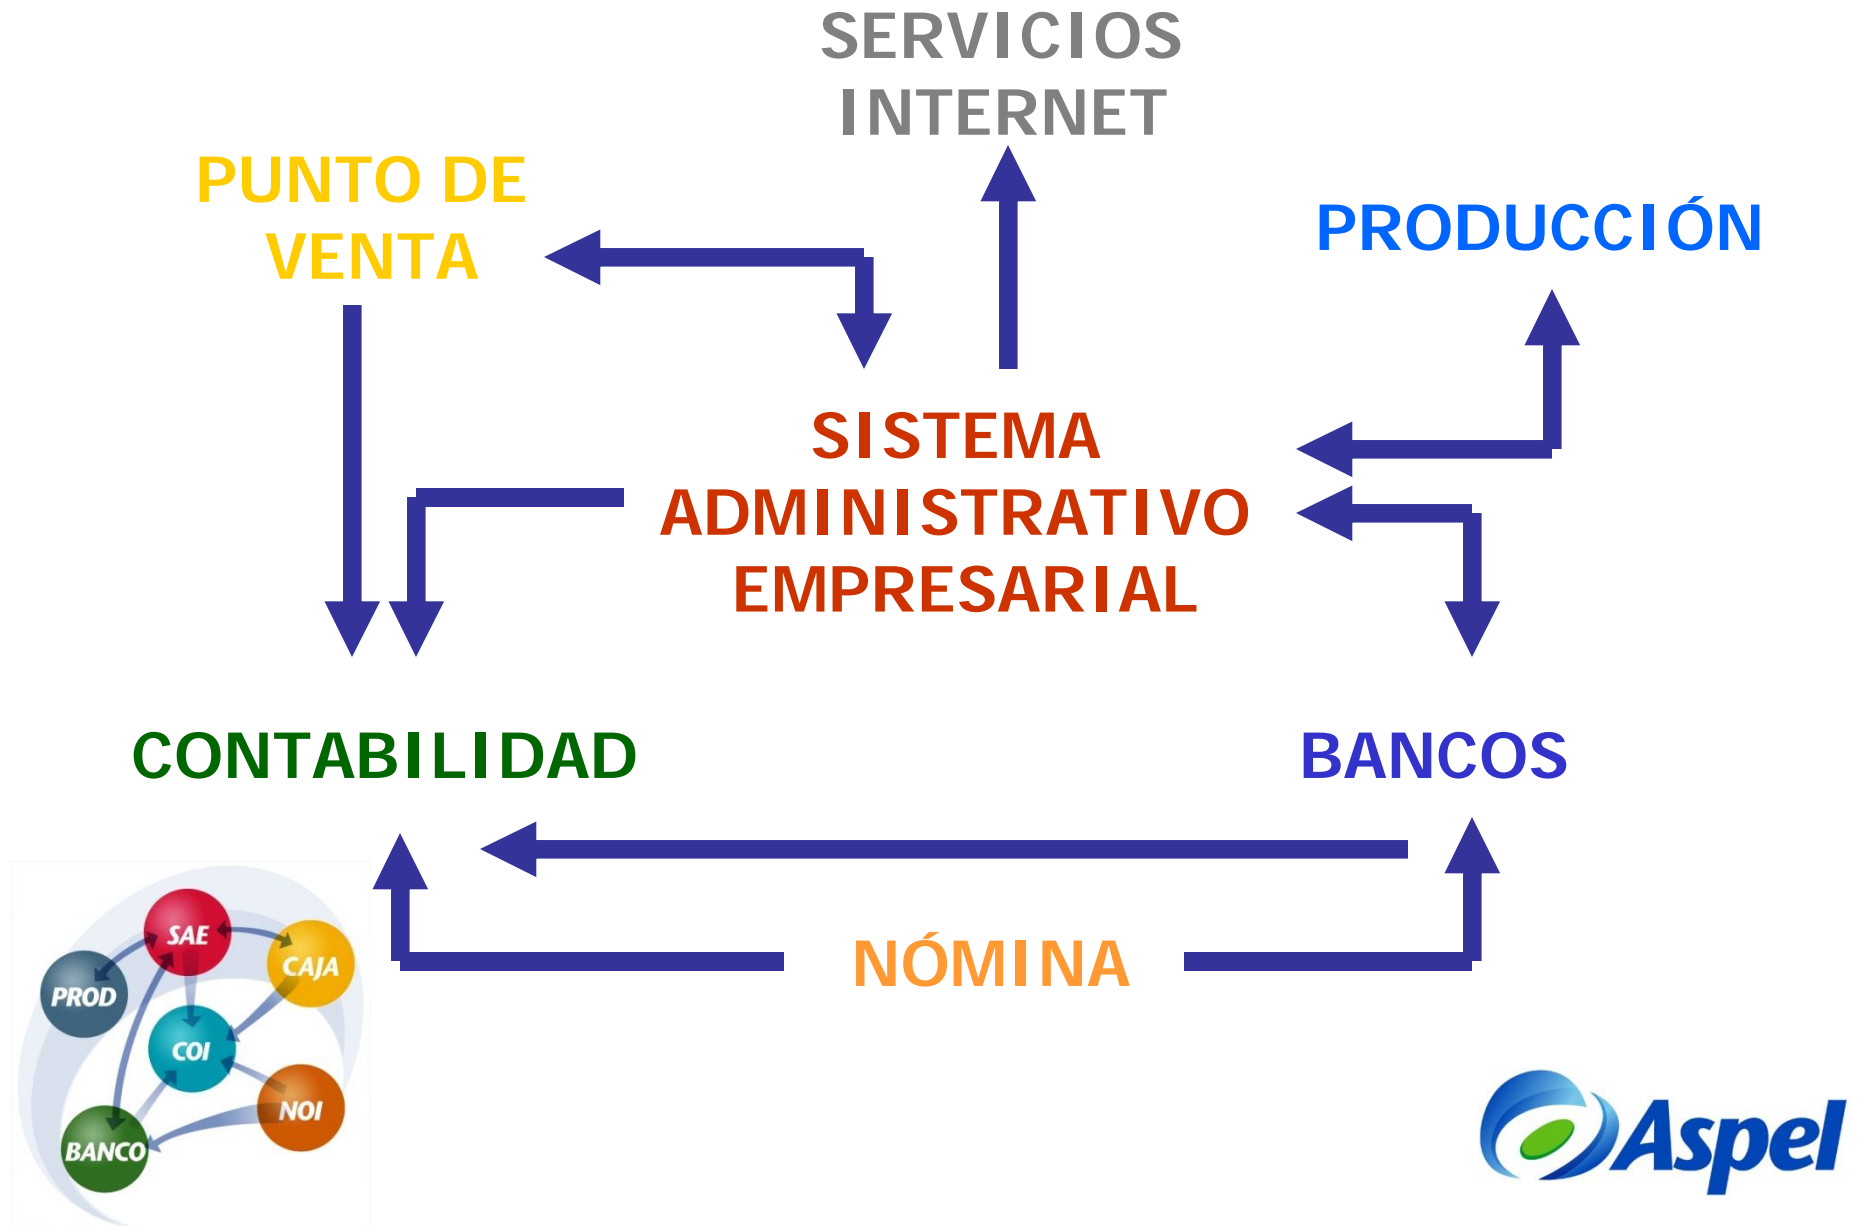 SERVICIOS
INTERNET
PUNTO DE
VENTA
PRODUCCIÓN
SISTEMA
ADMINISTRATIVO
EMPRESARIAL
CONTABILIDAD
BANCOS
NÓMINA
SAE
CAJA
PROD
COI
NOI
BANCO
Aspel